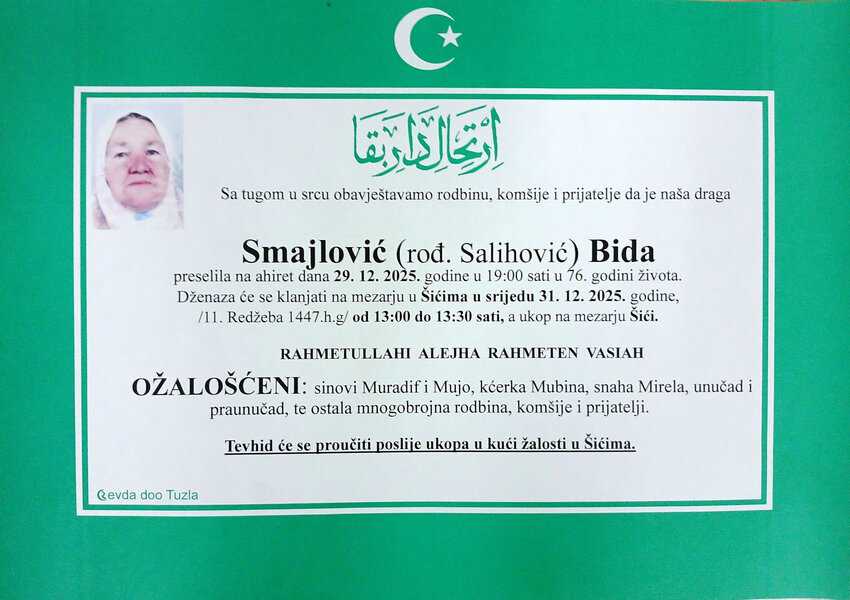 اِرْتِحَالِ دَارِ بَقَا
Sa tugom u srcu obavještavamo rodbinu, komšije i prijatelje da je naša draga
Smajlović (rođ. Salihović) Bida
preselila na ahiret dana 29. 12. 2025. godine u 19:00 sati u 76. godini života.
Dženaza će se klanjati na mezarju u Šićima u srijedu 31. 12. 2025. godine,
/11. Redžeba 1447.h.g/ od 13:00 do 13:30 sati, a ukop na mezarju Šići.
RAHMETULLAHI ALEJHA RAHMETEN VASIAH
OŽALOŠĆENI: sinovi Muradif i Mujo, kćerka Mubina, snaha Mirela, unučad i
praunučad, te ostala mnogobrojna rodbina, komšije i prijatelji.
Tevhid će se proučiti poslije ukopa u kući žalosti u Šićima.
evda doo Tuzla